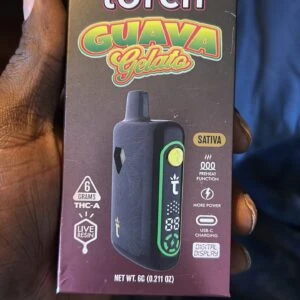 torch
GUAVA
Gelato
SATIVA
PREHEAT
FUNCTION
6
GRAMS
THC-A
MORE POWER
LIVE
RESIN
USB-C
CHARGING
DIGITAL
DISPLAY
t
88
NET WT. 6G (0.211 OZ)